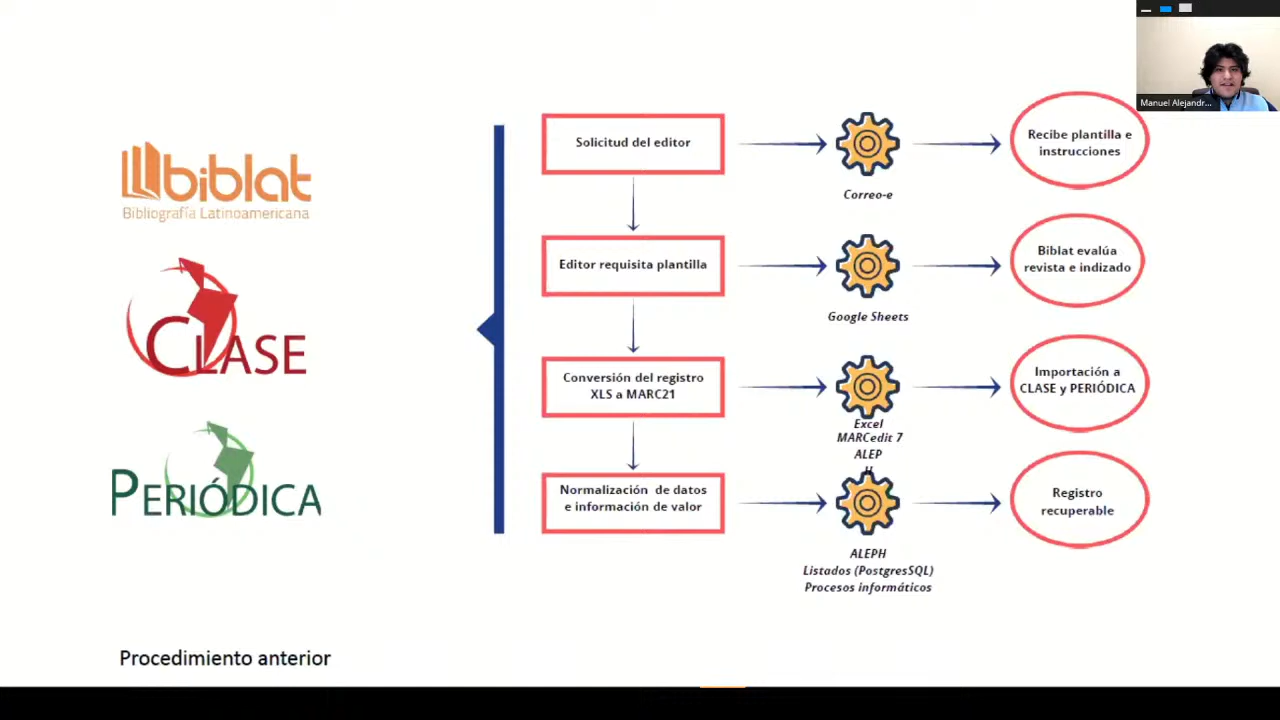 Manuel Alejandr...
biblat
Bibliografía Latinoamericana
CLASE
PERIÓDICA
Solicitud del editor
Correo-e
Recibe plantilla e
instrucciones
Editor requisita plantilla
Google Sheets
Biblat evalúa
revista e indizado
Conversión del registro
XLS a MARC21
Excel
MARCedit 7
ALEP
H
Importación a
CLASE y PERIÓDICA
Normalización de datos
e información de valor
ALEPH
Listados (PostgresSQL)
Procesos informáticos
Registro
recuperable
Procedimiento anterior